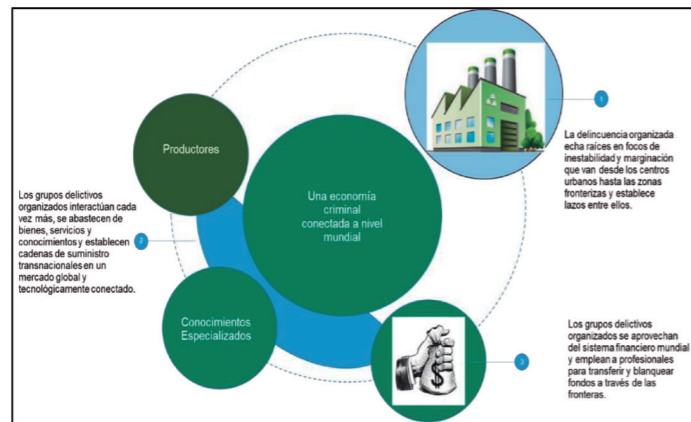 Productores
Una economía
criminal
conectada a nivel
mundial
Conocimientos
Especializados
1
La delincuencia organizada
echa raíces en focos de
inestabilidad y marginación
que van desde los centros
urbanos hasta las zonas
fronterizas y establece
lazos entre ellos.
2
Los grupos delictivos
organizados interactúan cada
vez más, se abastecen de
bienes, servicios y
conocimientos y establecen
cadenas de suministro
transnacionales en un
mercado global y
tecnológicamente conectado.
3
Los grupos delictivos
organizados se aprovechan
del sistema financiero mundial
y emplean a profesionales
para transferir y blanquear
fondos a través de las
fronteras.
$